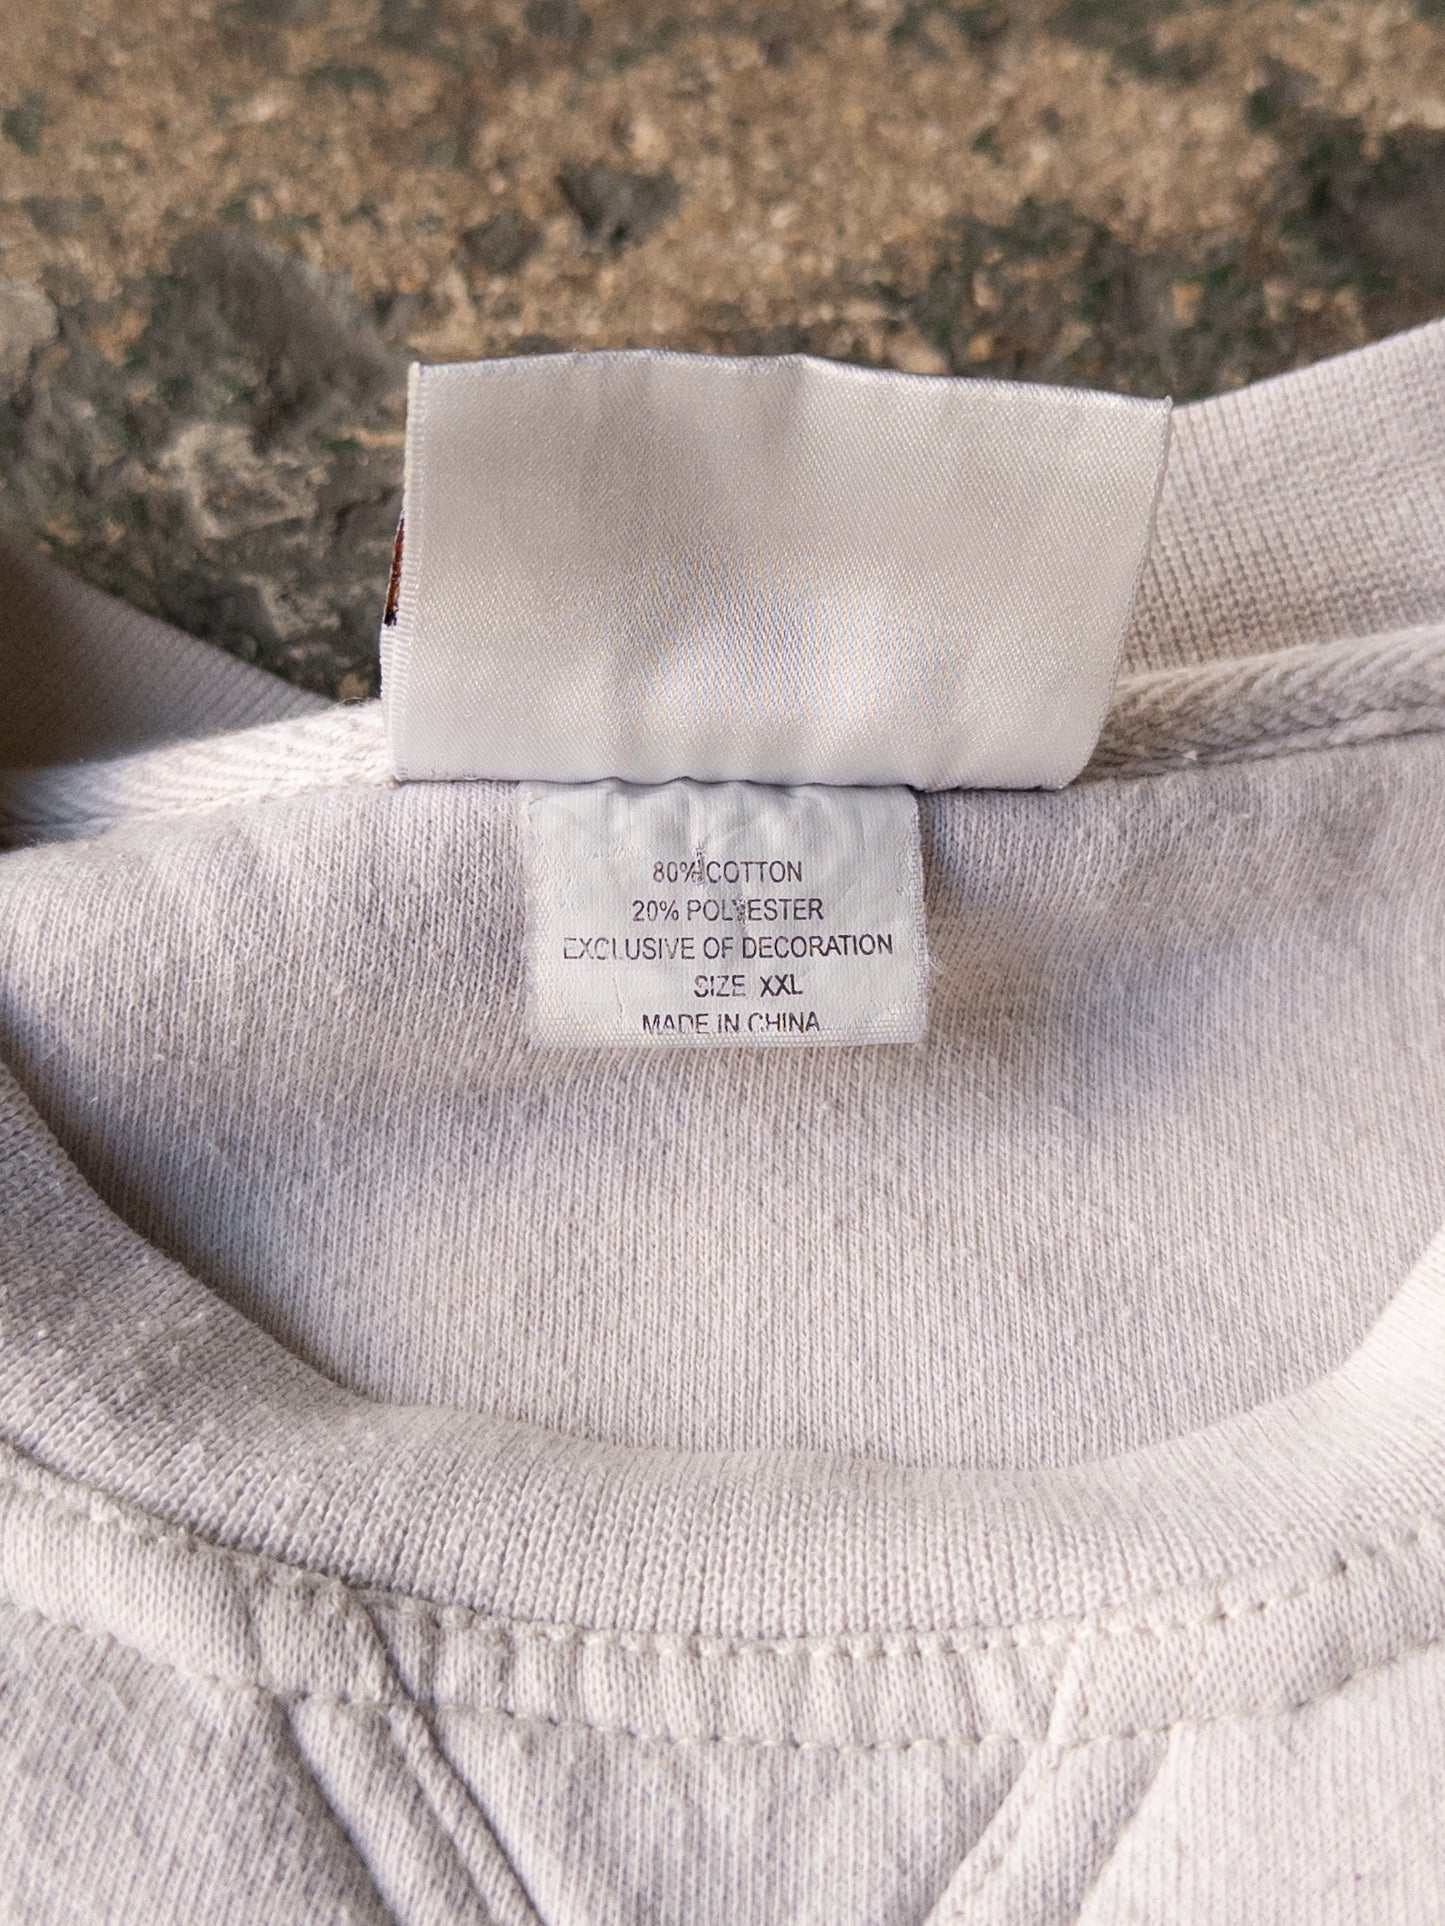 80% COTTON
20% POLYESTER
EXCLUSIVE OF DECORATION
SIZE XXL
MADE IN CHINA